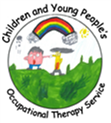 Children and Young People's
Occupational Therapy Service